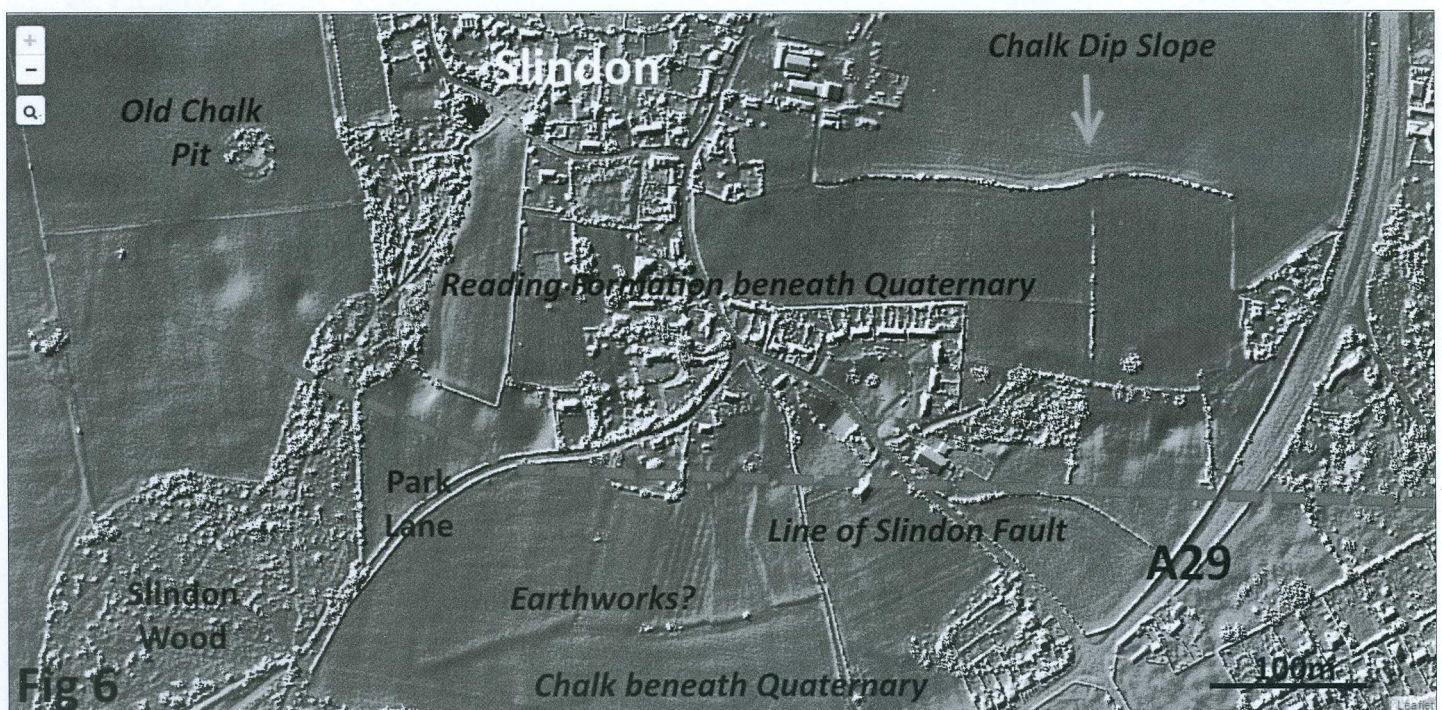 +
−
Slindon
Chalk Dip Slope
Old Chalk
Pit
Reading Formation beneath Quaternary
Park
Lane
Line of Slindon Fault
A29
Slindon
Wood
Earthworks?
Fig 6
Chalk beneath Quaternary
100m
Leaflet